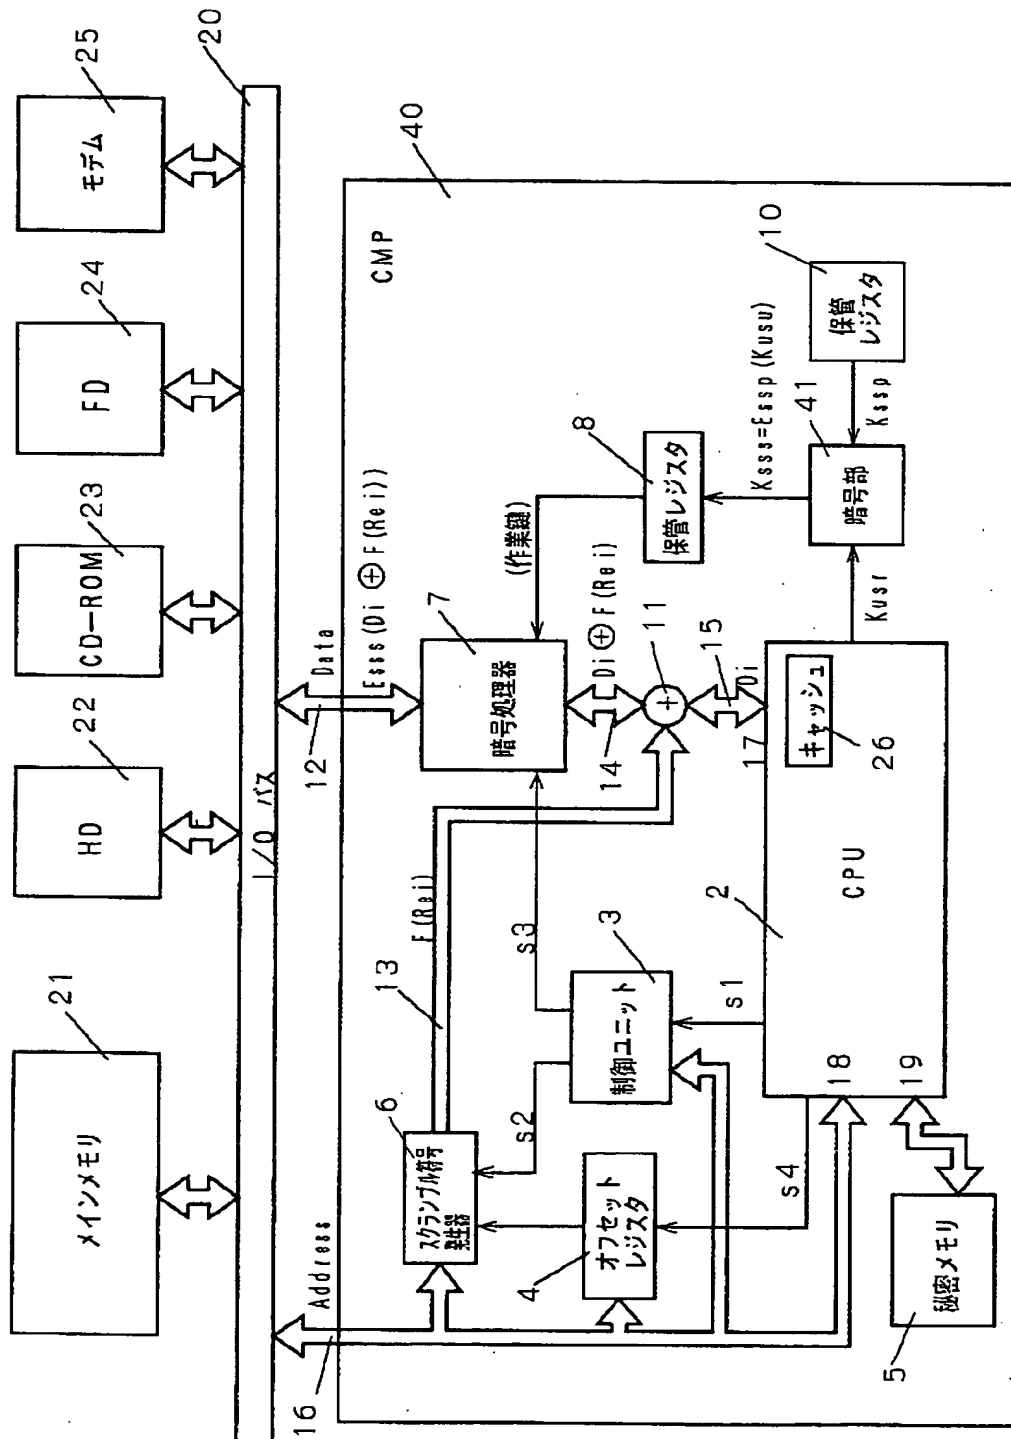 メインメモリ
21
HD
22
CD-ROM
23
FD
24
モデム
25
I/O バス
20
16
Address
12
Data
Esss(Di⊕F(Rei))
CMP
40
スクランブル符号
発生器
6
13
F(Rei)
暗号処理器
7
(作業鍵)
14
Di⊕F(Rei)
11
保管レジスタ
8
Ksss=Essp(Kusu)
保管
レジスタ
10
Kssp
暗号部
41
Kusr
s2
s3
オフセット
レジスタ
4
制御ユニット
3
s4
s1
15
Di
17
キャッシュ
26
CPU
2
18
19
秘密メモリ
5